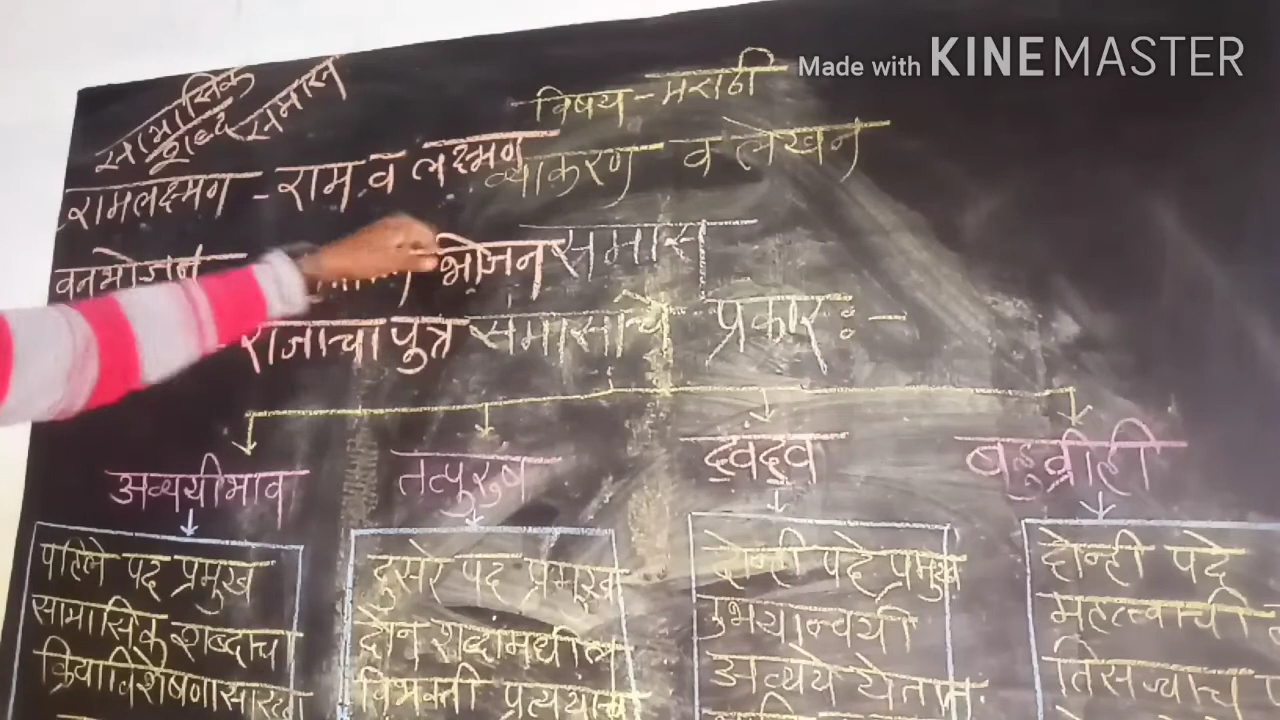 Made with KINEMASTER
सामासिक शब्द समास
विषय - मराठी
व्याकरण व लेखन
रामलक्ष्मण - राम व लक्ष्मण
वनभोजन - भोजन
समास
राजाचा पुत्र
समासाचे प्रकार :-
अव्ययीभाव
तत्पुरुष
द्वंद्व
बहुव्रीही
पहिले पद प्रमुख
सामासिक शब्दाचा
क्रियाविशेषणासारखा
दुसरे पद प्रमुख
दोन शब्दांमधील
विभक्ती प्रत्ययाचा
दोन्ही पदे प्रमुख
उभयान्वयी
अव्यये येतात.
दोन्ही पदे
महत्त्वाची
तिसऱ्याच